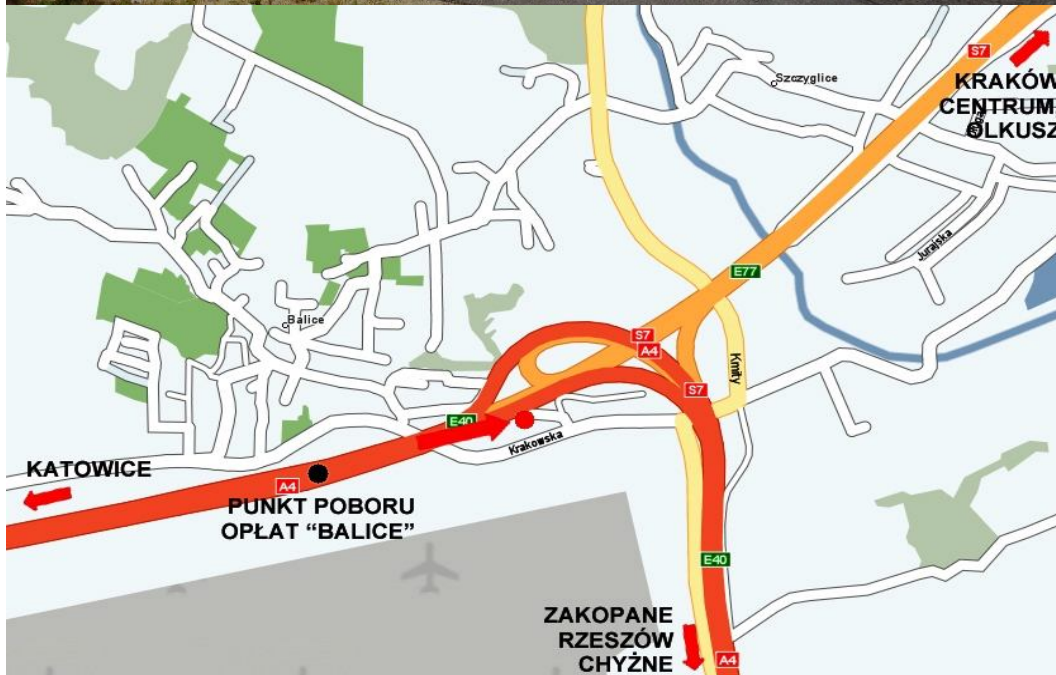 S7
Szczyglice
KRAKÓW
CENTRUM
OLKUSZ
Jurajska
E77
Balice
S7
A4
Kmity
S7
E40
Krakowska
KATOWICE
A4
PUNKT POBORU
OPŁAT “BALICE”
E40
ZAKOPANE
RZESZÓW
CHYŻNE
A4